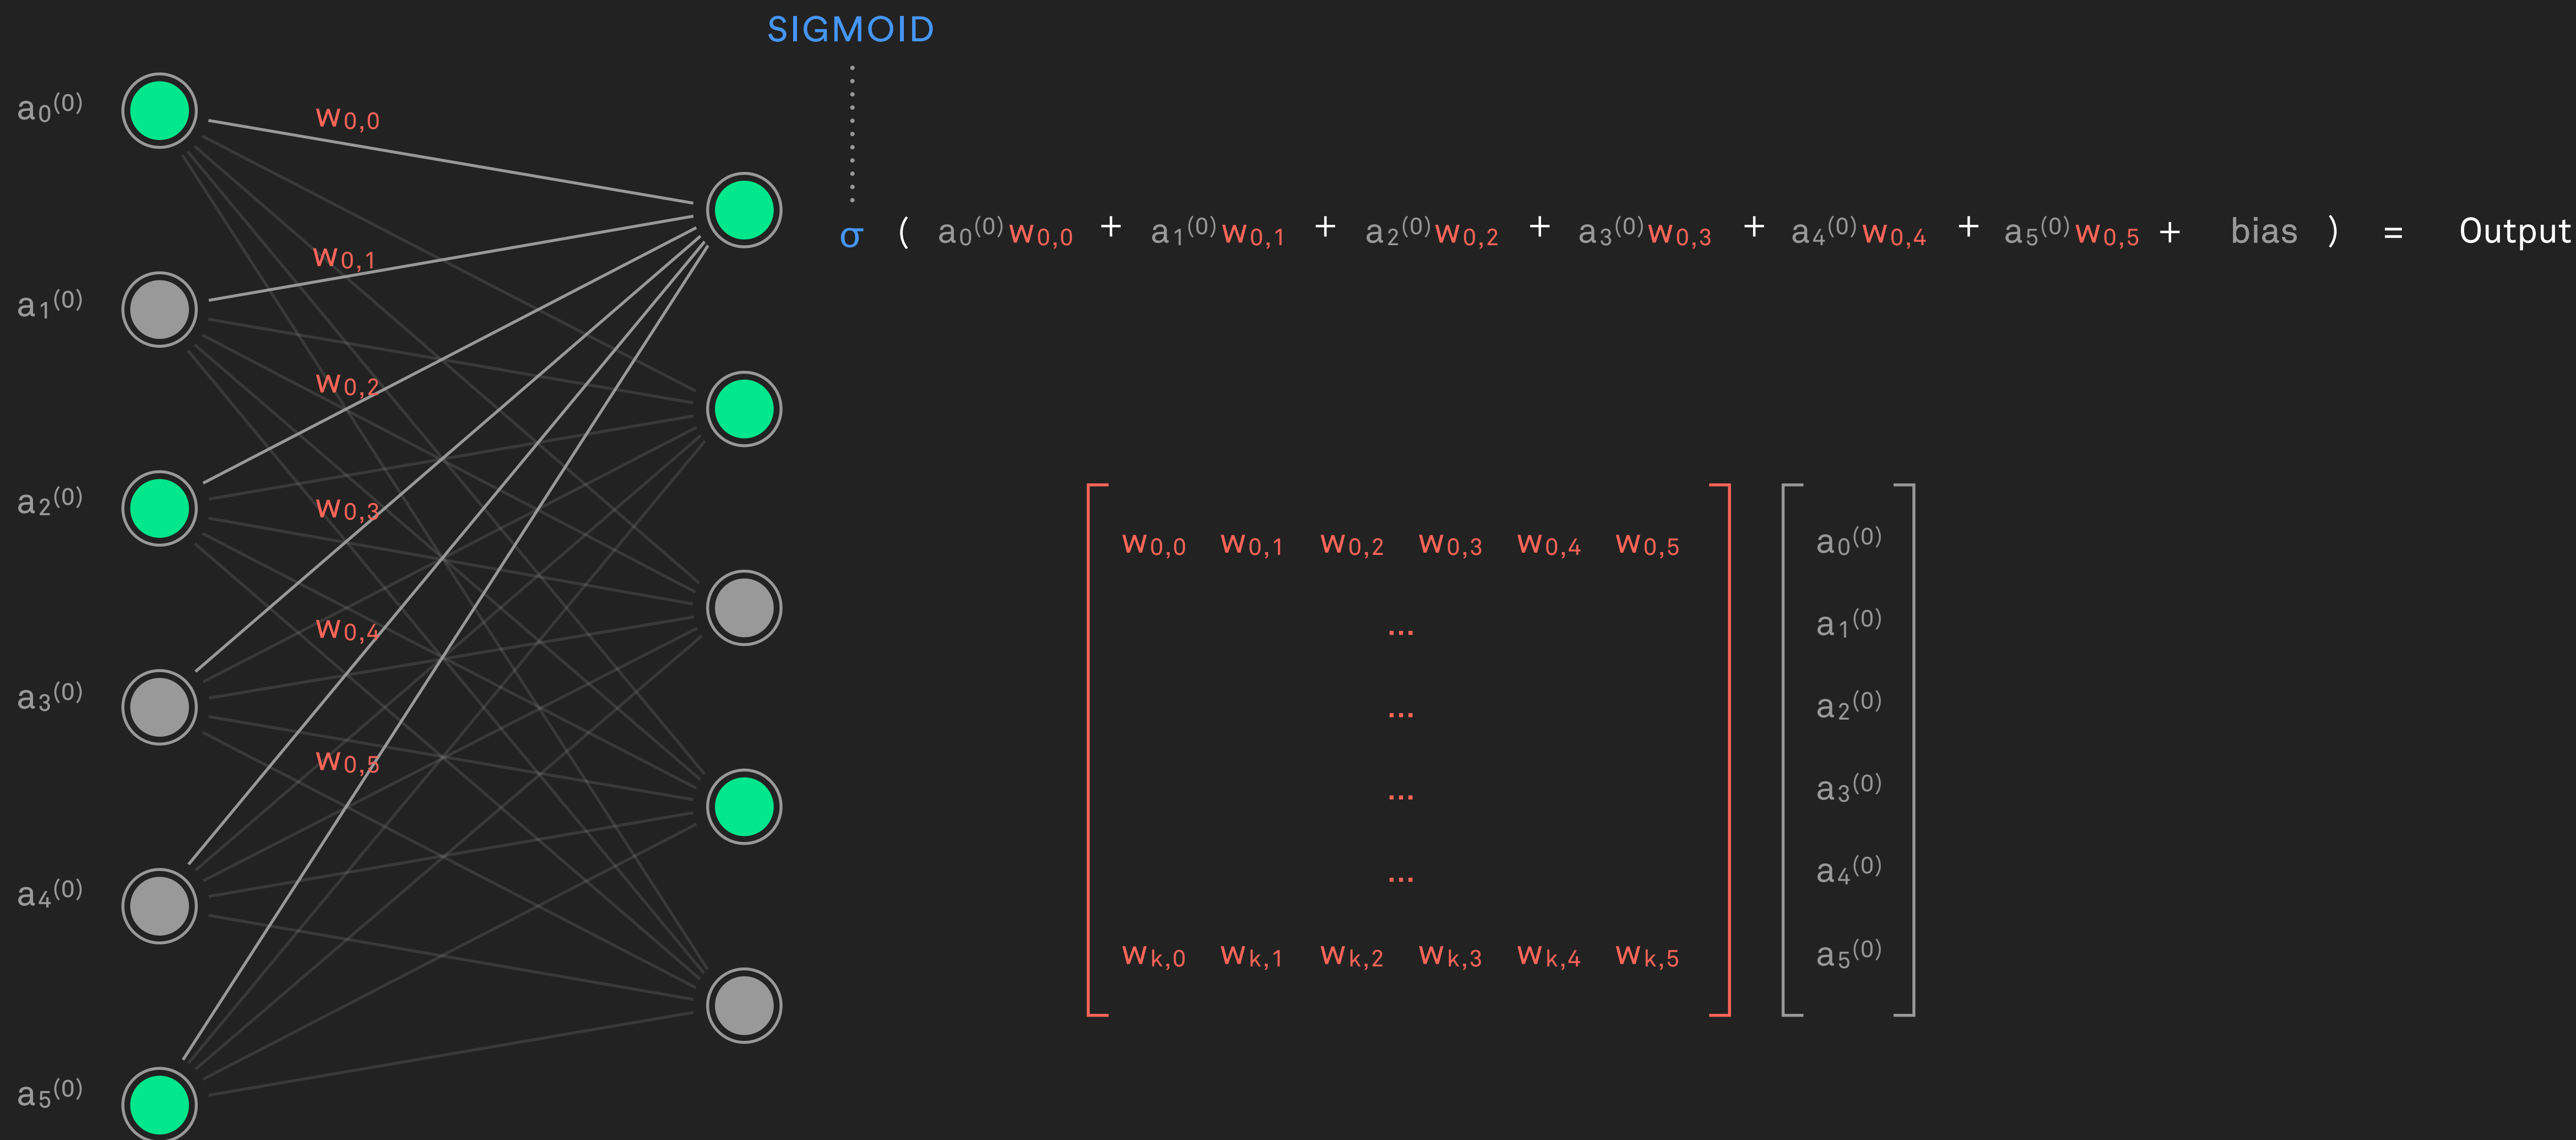 SIGMOID
a₀⁽⁰⁾
w₀,₀
σ ( a₀⁽⁰⁾w₀,₀ + a₁⁽⁰⁾w₀,₁ + a₂⁽⁰⁾w₀,₂ + a₃⁽⁰⁾w₀,₃ + a₄⁽⁰⁾w₀,₄ + a₅⁽⁰⁾w₀,₅ + bias ) = Output
w₀,₁
a₁⁽⁰⁾
w₀,₂
a₂⁽⁰⁾
w₀,₃
w₀,₄
a₃⁽⁰⁾
w₀,₅
a₄⁽⁰⁾
a₅⁽⁰⁾
w₀,₀ w₀,₁ w₀,₂ w₀,₃ w₀,₄ w₀,₅
...
...
...
...
wₖ,₀ wₖ,₁ wₖ,₂ wₖ,₃ wₖ,₄ wₖ,₅
a₀⁽⁰⁾
a₁⁽⁰⁾
a₂⁽⁰⁾
a₃⁽⁰⁾
a₄⁽⁰⁾
a₅⁽⁰⁾